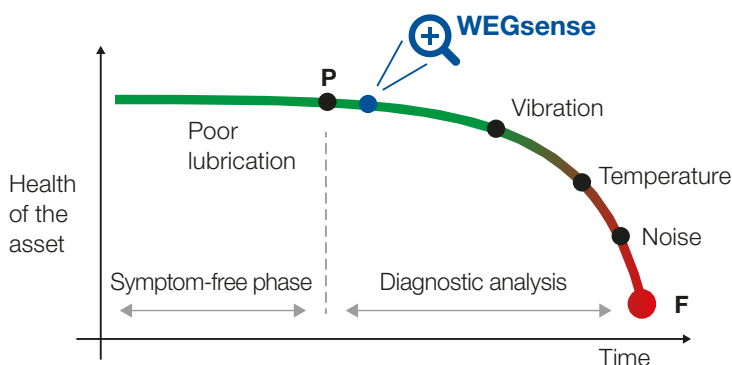 WEGsense
P
Vibration
Poor
lubrication
Temperature
Health
of the
asset
Noise
Symptom-free phase
Diagnostic analysis
F
Time